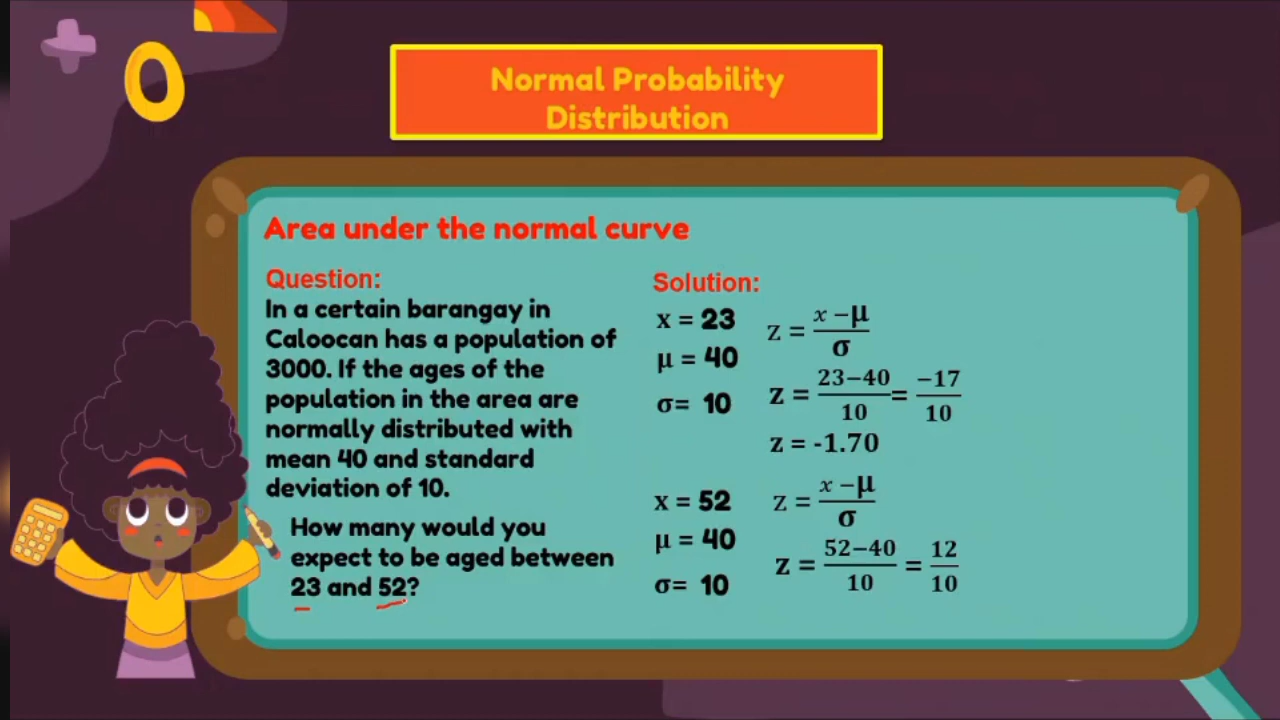 Normal Probability
Distribution
Area under the normal curve
Question:
In a certain barangay in
Caloocan has a population of
3000. If the ages of the
population in the area are
normally distributed with
mean 40 and standard
deviation of 10.
How many would you
expect to be aged between
23 and 52?
Solution:
x = 23
μ = 40
σ= 10
z = (x −μ)/σ
z = (23−40)/10 = −17/10
z = -1.70
x = 52
μ = 40
σ= 10
z = (x −μ)/σ
z = (52−40)/10 = 12/10